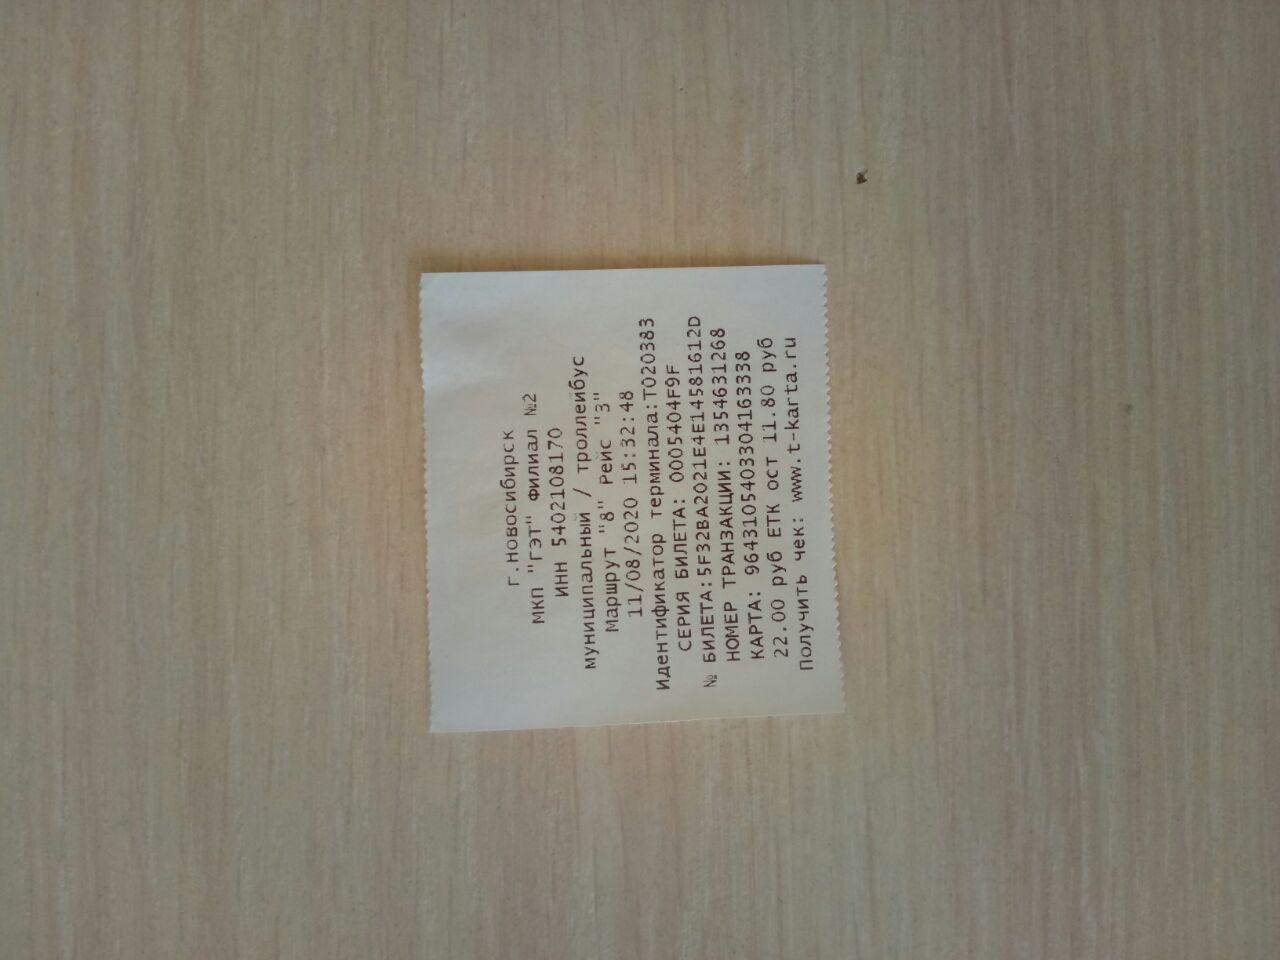 г.новосибирск
МКП "ГЭТ" Филиал №2
ИНН 5402108170
муниципальный / троллейбус
Маршрут "8" Рейс "3"
11/08/2020 15:32:48
Идентификатор терминала:T020383
СЕРИЯ БИЛЕТА: 0005404F9F
№ БИЛЕТА:5F32BA2021E4E14581612D
НОМЕР ТРАНЗАКЦИИ: 1354631268
КАРТА: 96431054033304163338
22.00 руб ЕТК ост 11.80 руб
Получить чек: www.t-karta.ru